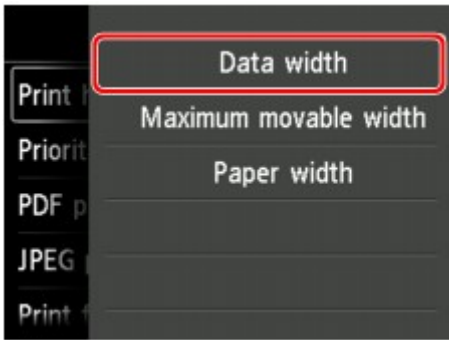 Data width
Print
Maximum movable width
Priorit
Paper width
PDF p
JPEG
Print